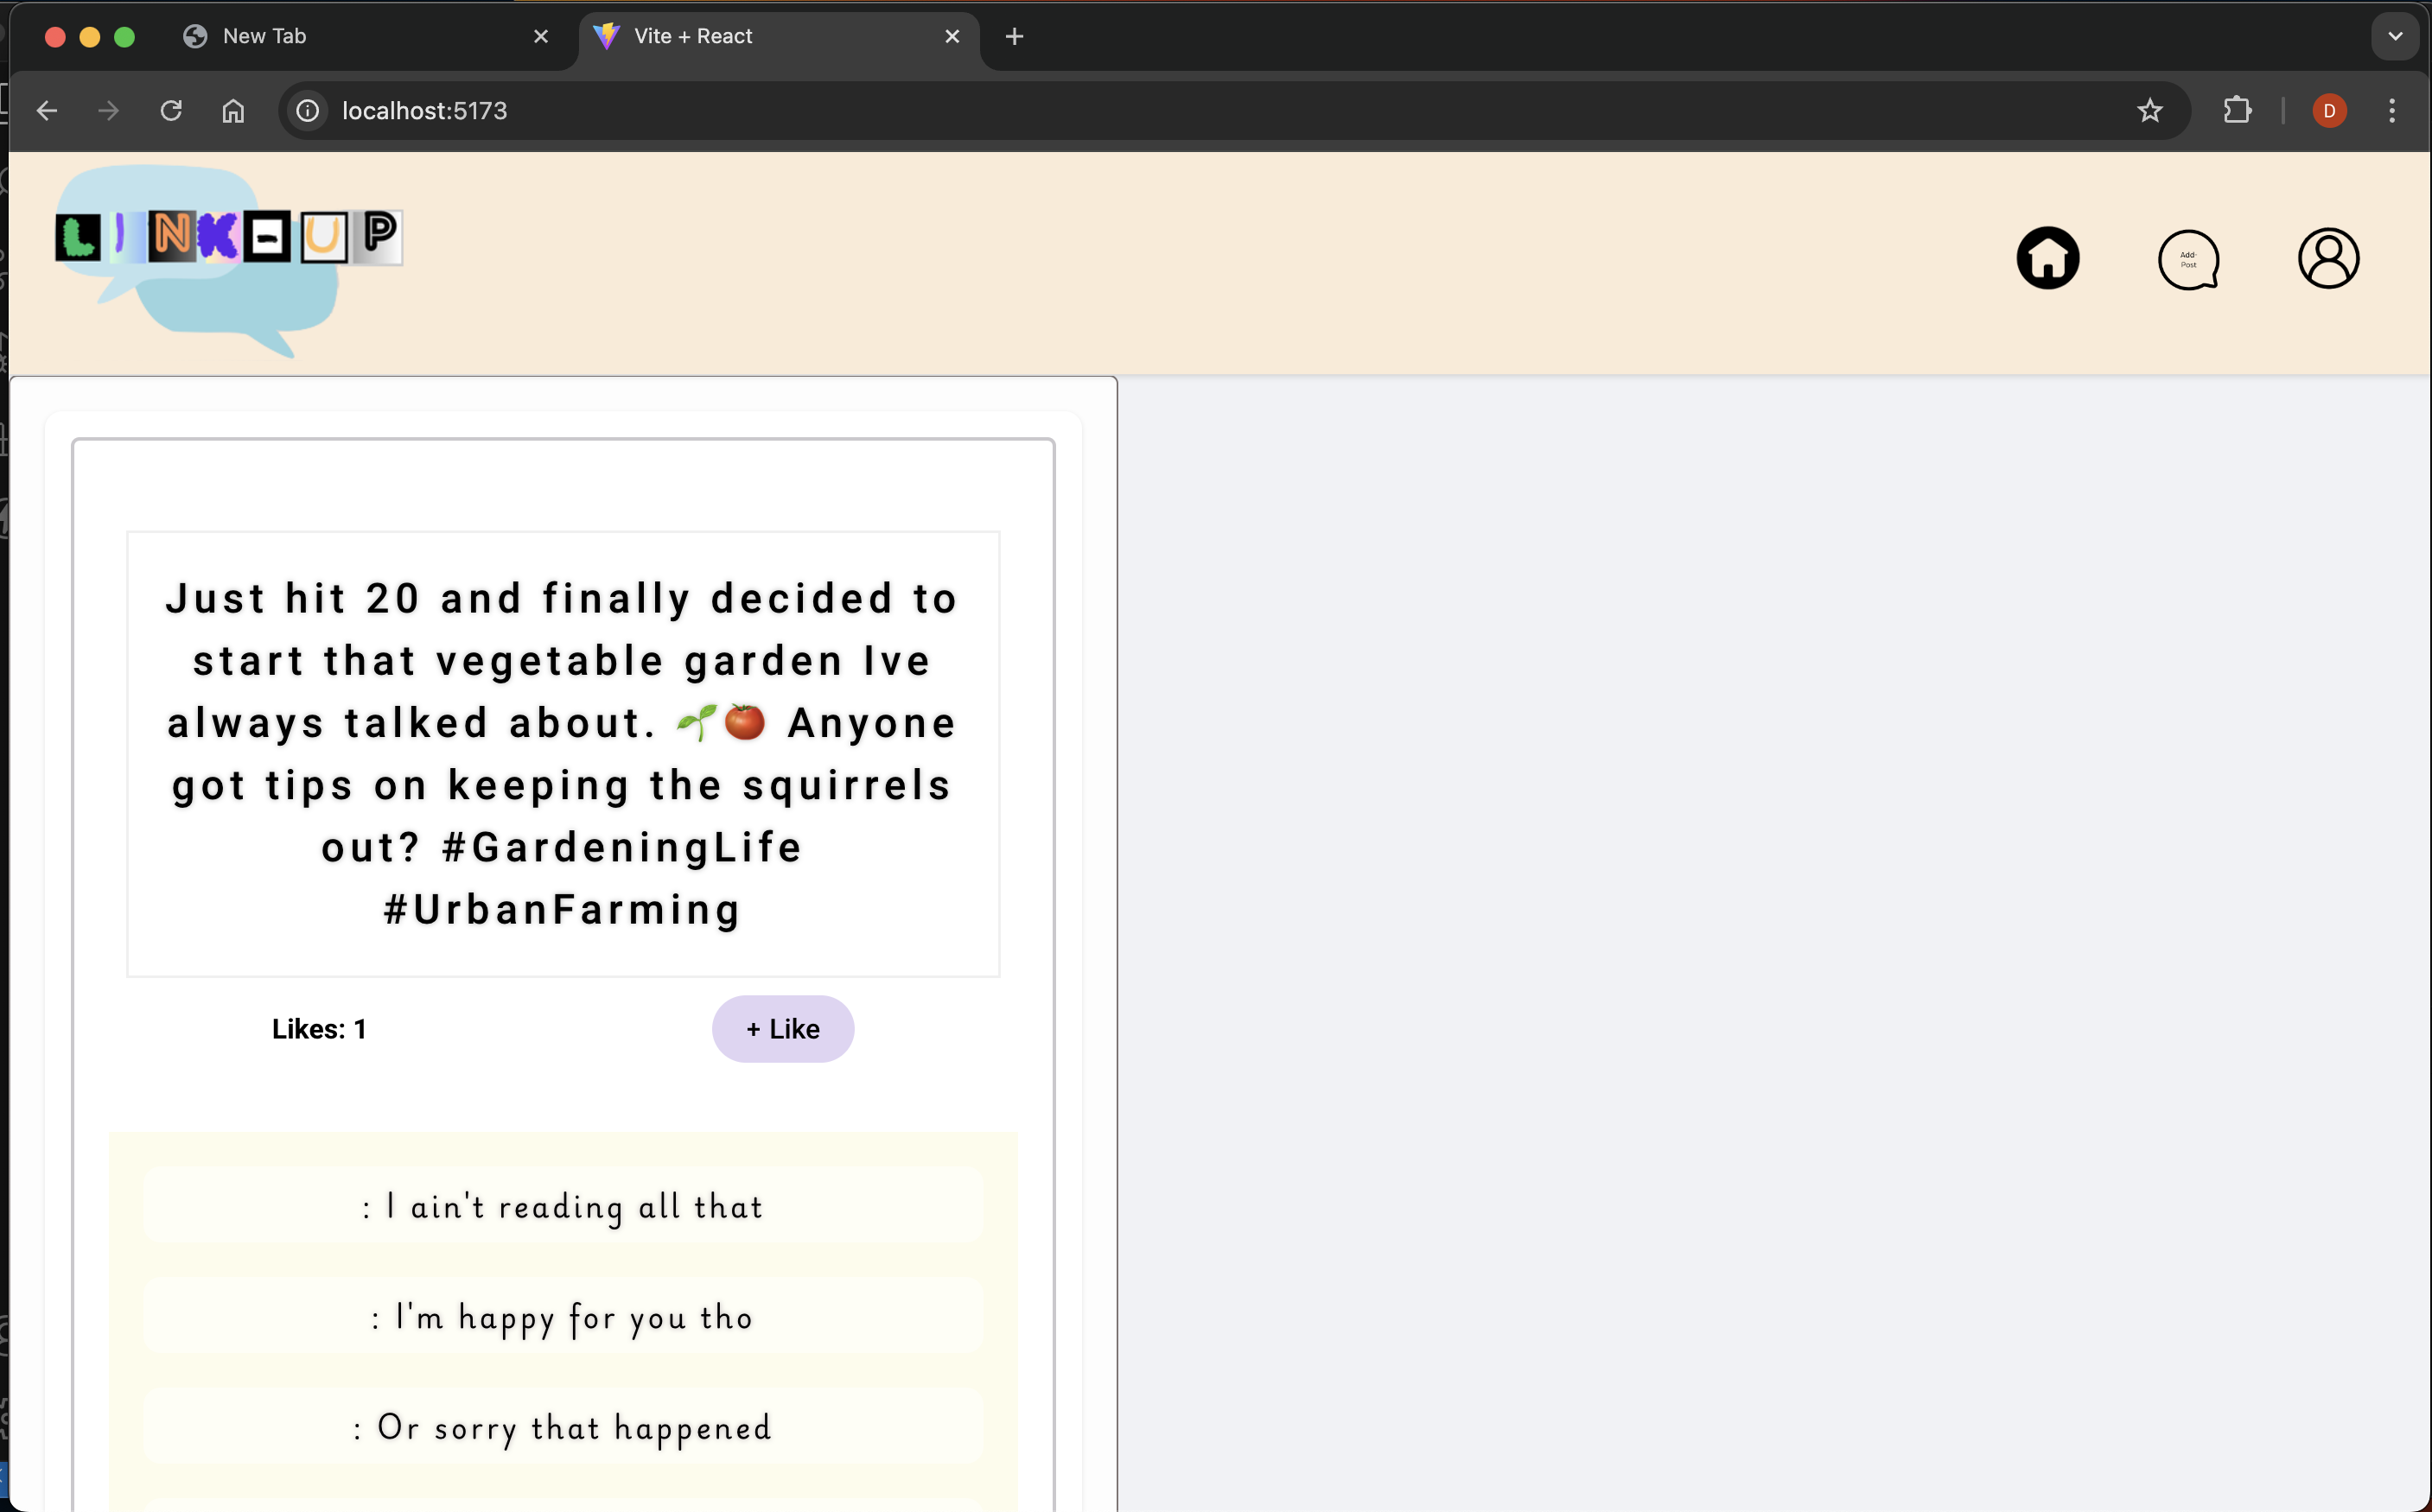 New Tab
Vite + React
localhost:5173
LINK-UP
Add-
Post
D
Just hit 20 and finally decided to
start that vegetable garden Ive
always talked about. 🌱🍅 Anyone
got tips on keeping the squirrels
out? #GardeningLife
#UrbanFarming
Likes: 1
+ Like
: I ain't reading all that
: I'm happy for you tho
: Or sorry that happened